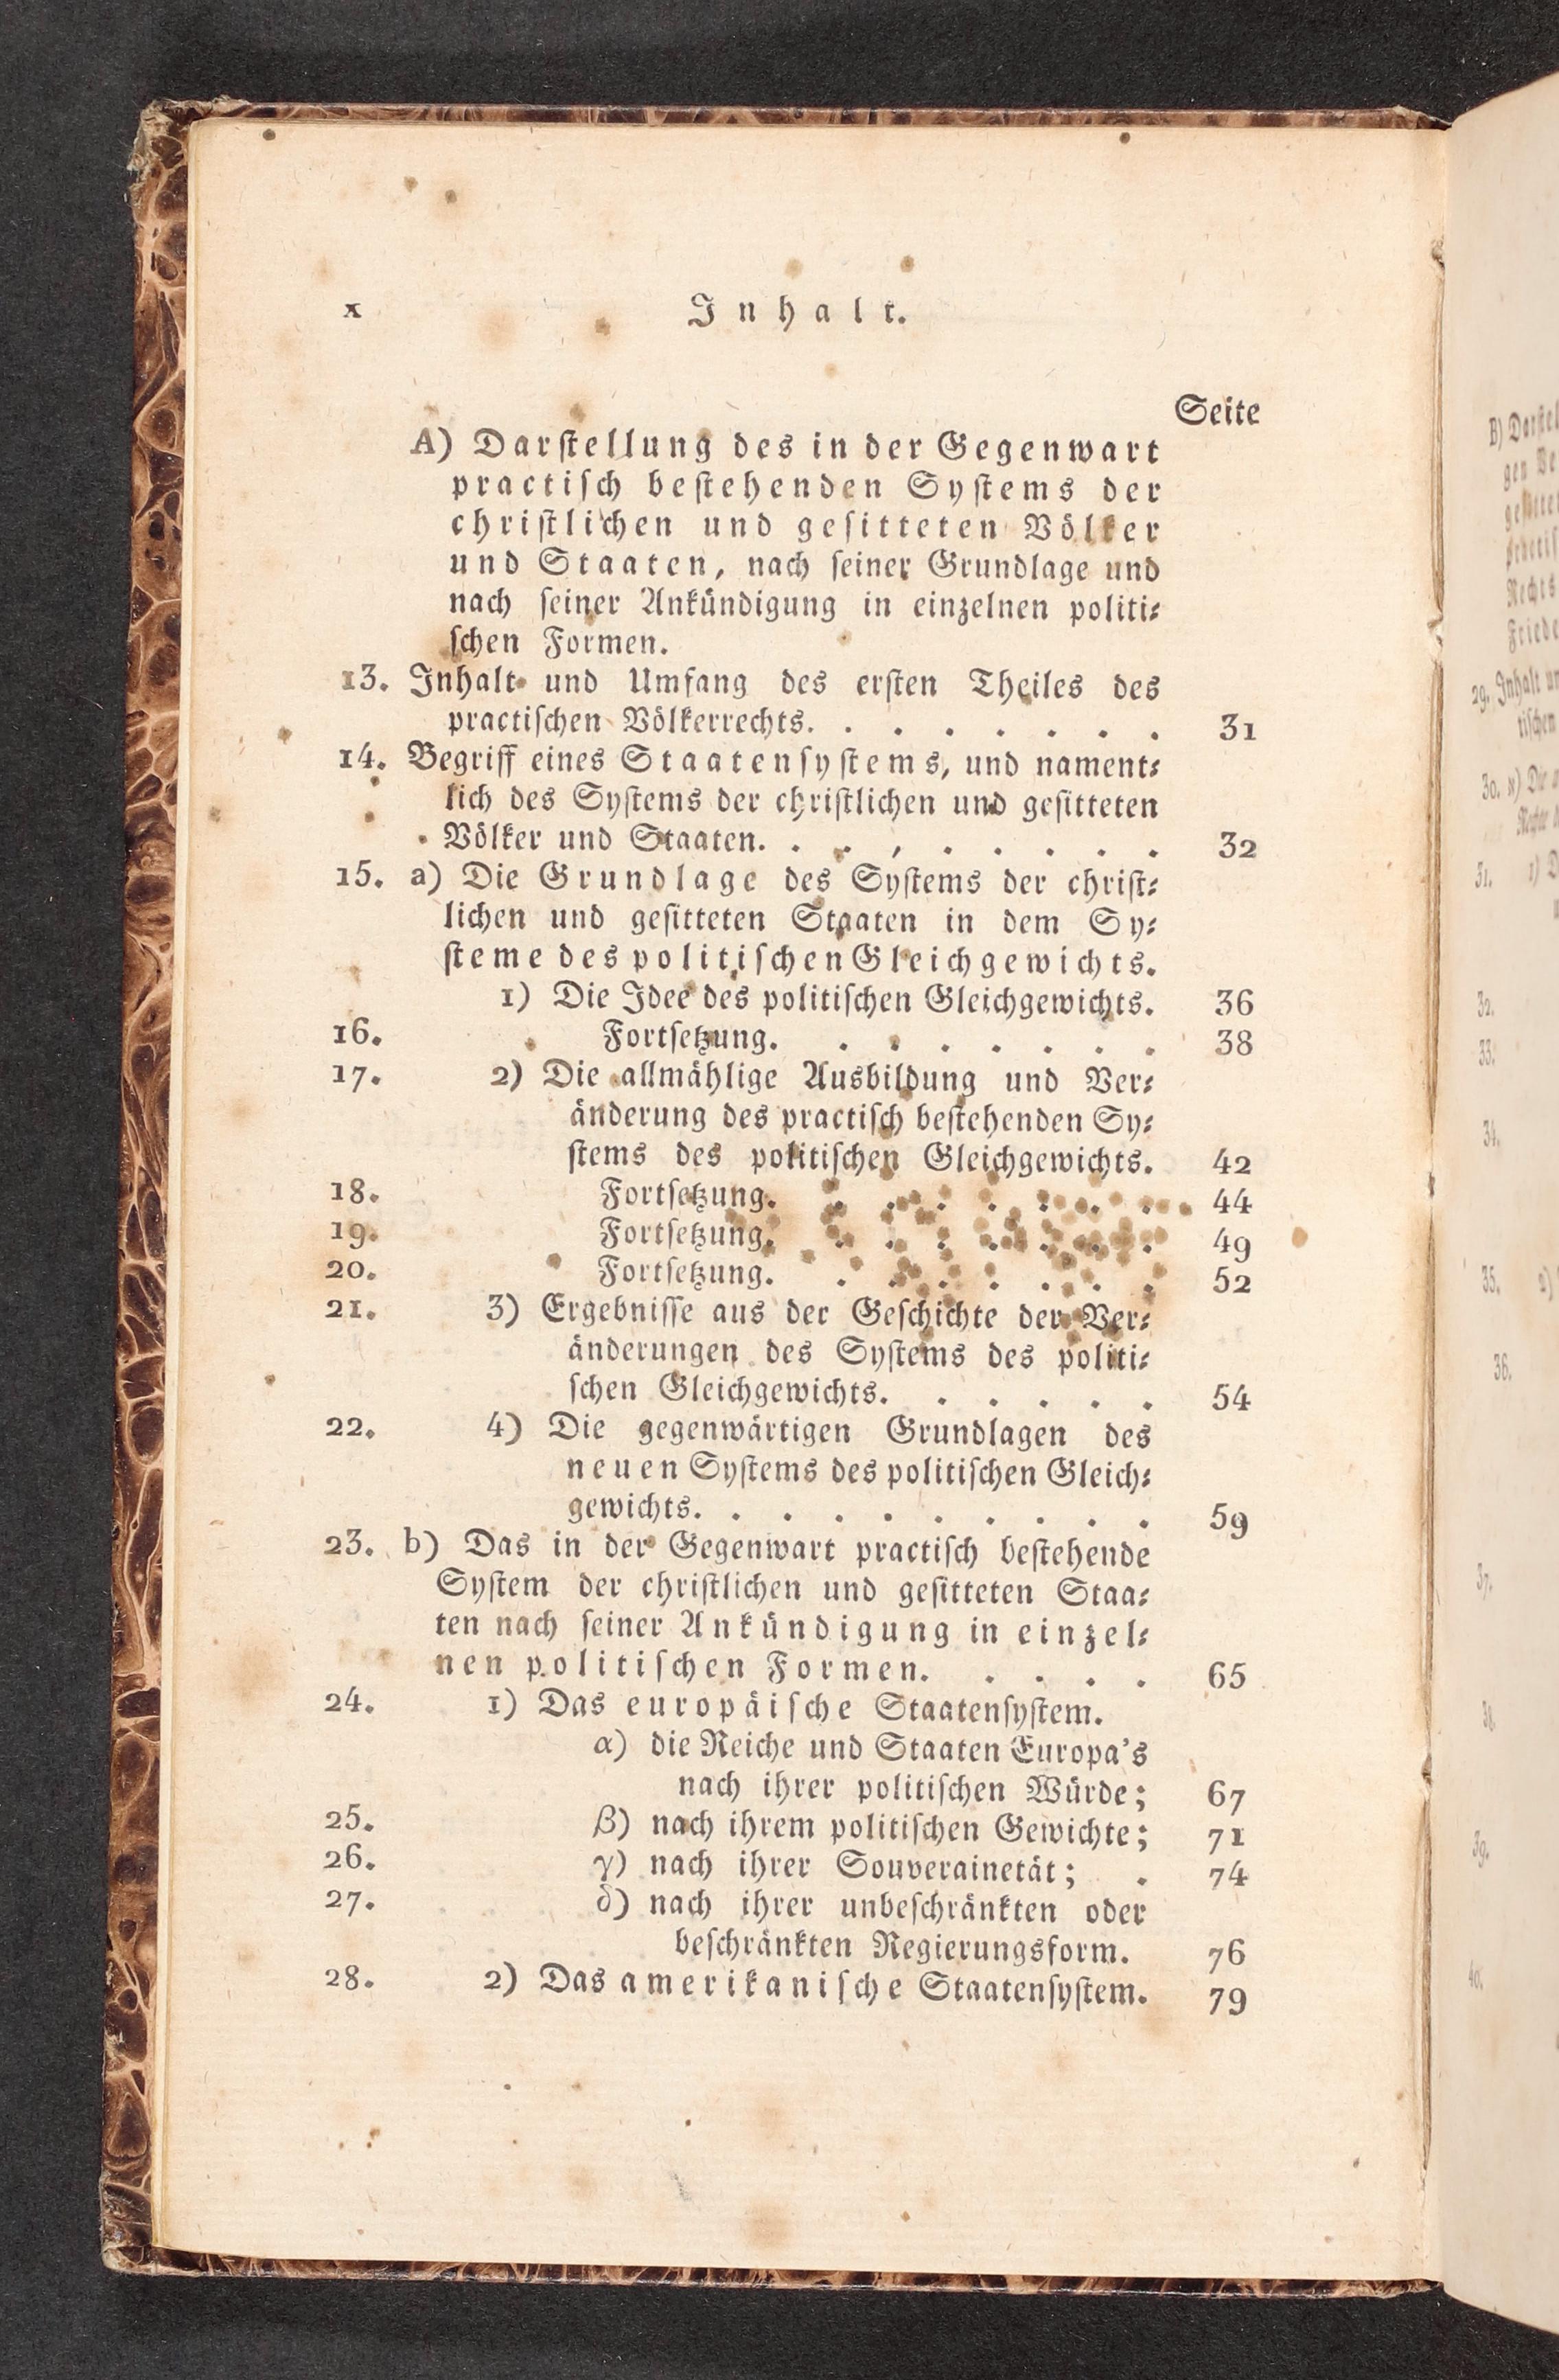 x Inhalt.
Seite
A) Darſtellung des in der Gegenwart
practiſch beſtehenden Syſtems der
chriſtlichen und geſitteten Völker
und Staaten, nach ſeiner Grundlage und
nach ſeiner Ankündigung in einzelnen politi⸗
ſchen Formen.
13. Inhalt und Umfang des erſten Theiles des
practiſchen Völkerrechts. . . . . . . . 31
14. Begriff eines Staatenſyſtems, und nament⸗
lich des Syſtems der chriſtlichen und geſitteten
Völker und Staaten. . . . . . . . . 32
15. a) Die Grundlage des Syſtems der chriſt⸗
lichen und geſitteten Staaten in dem Sy⸗
ſteme des politiſchen Gleichgewichts.
1) Die Idee des politiſchen Gleichgewichts. 36
16. Fortſetzung. . . . . . . . 38
17. 2) Die allmählige Ausbildung und Ver⸗
änderung des practiſch beſtehenden Sy⸗
ſtems des politiſchen Gleichgewichts. 42
18. Fortſetzung. . . . . . . . 44
19. Fortſetzung. . . . . . . . 49
20. Fortſetzung. . . . . . . . 52
21. 3) Ergebniſſe aus der Geſchichte der Ver⸗
änderungen des Syſtems des politi⸗
ſchen Gleichgewichts. . . . . . 54
22. 4) Die gegenwärtigen Grundlagen des
neuen Syſtems des politiſchen Gleich⸗
gewichts. . . . . . . . . . 59
23. b) Das in der Gegenwart practiſch beſtehende
Syſtem der chriſtlichen und geſitteten Staa⸗
ten nach ſeiner Ankündigung in einzel⸗
nen politiſchen Formen. . . . . 65
24. 1) Das europäiſche Staatenſyſtem.
α) die Reiche und Staaten Europa's
nach ihrer politiſchen Würde; 67
25. β) nach ihrem politiſchen Gewichte; 71
26. γ) nach ihrer Souverainetät; . 74
27. δ) nach ihrer unbeſchränkten oder
beſchränkten Regierungsform. 76
28. 2) Das amerikaniſche Staatenſyſtem. 79